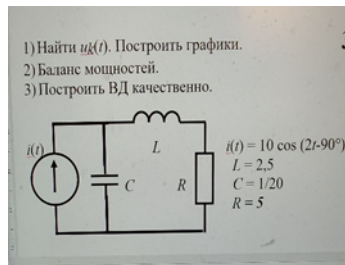 1) Найти uk(t). Построить графики.
2) Баланс мощностей.
3) Построить ВД качественно.
i(t)
L
C
R
i(t) = 10 cos (2t-90°)
L = 2,5
C = 1/20
R = 5